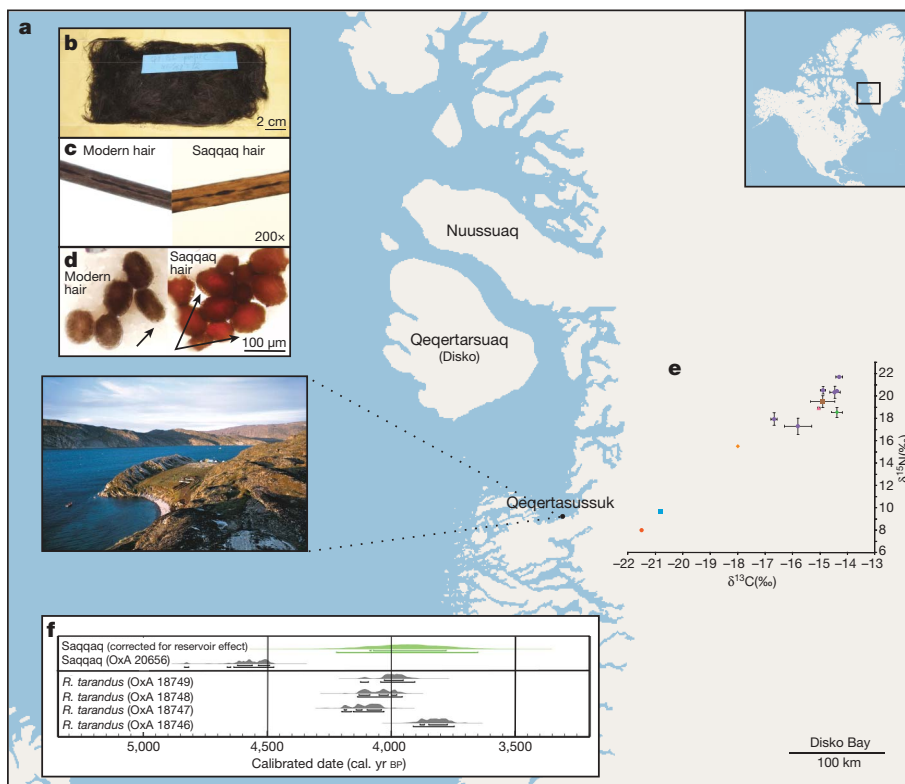 a
b
2 cm
c
Modern hair
Saqqaq hair
200×
d
Modern
hair
Saqqaq
hair
100 µm
Nuussuaq
Qeqertarsuaq
(Disko)
Qeqertasussuk
e
22
20
18
16
14
12
10
8
6
δ15N(‰)
–22 –21 –20 –19 –18 –17 –16 –15 –14 –13
δ13C(‰)
f
Saqqaq (corrected for reservoir effect)
Saqqaq (OxA 20656)
R. tarandus (OxA 18749)
R. tarandus (OxA 18748)
R. tarandus (OxA 18747)
R. tarandus (OxA 18746)
5,000 4,500 4,000 3,500
Calibrated date (cal. yr BP)
Disko Bay
100 km